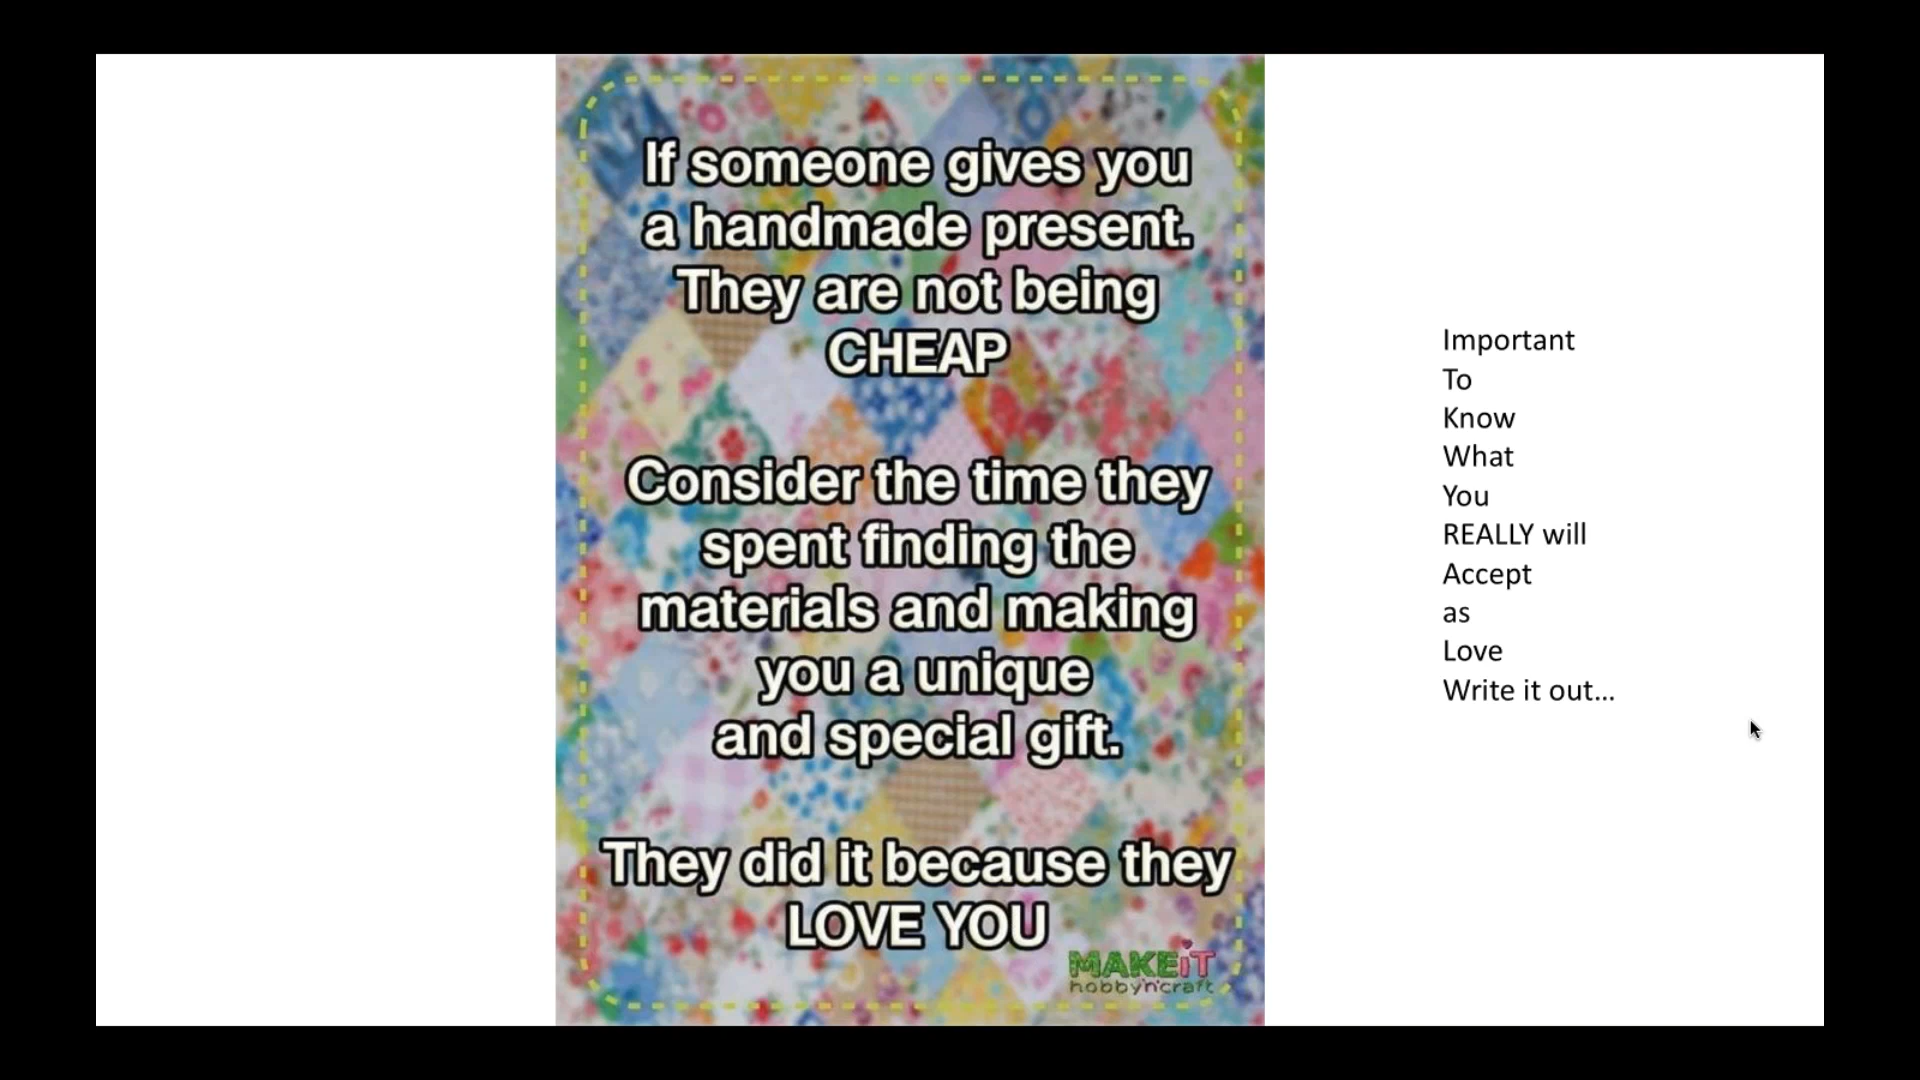 If someone gives you
a handmade present.
They are not being
CHEAP
Consider the time they
spent finding the
materials and making
you a unique
and special gift.
They did it because they
LOVE YOU
MAKEiT
hobby'n'craft
Important
To
Know
What
You
REALLY will
Accept
as
Love
Write it out...